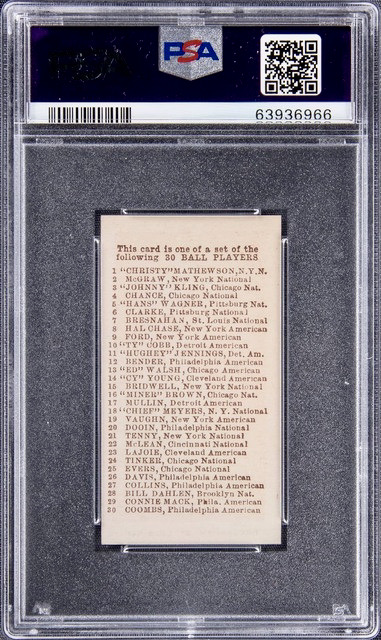 PSA
63936966
This card is one of a set of the
following 30 BALL PLAYERS
1 "CHRISTY" MATHEWSON, N.Y.N.
2 McGRAW, New York National
3 "JOHNNY" KLING, Chicago Nat.
4 CHANCE, Chicago National
5 "HANS" WAGNER, Pittsburg Nat.
6 CLARKE, Pittsburg National
7 BRESNAHAN, St. Louis National
8 HAL CHASE, New York American
9 FORD, New York American
10 "TY" COBB, Detroit American
11 "HUGHEY" JENNINGS, Det. Am.
12 BENDER, Philadelphia American
13 "ED" WALSH, Chicago American
14 "CY" YOUNG, Cleveland American
15 BRIDWELL, New York National
16 "MINER" BROWN, Chicago Nat.
17 MULLIN, Detroit American
18 "CHIEF" MEYERS, N. Y. National
19 VAUGHN, New York American
20 DOOIN, Philadelphia National
21 TENNY, New York National
22 McLEAN, Cincinnati National
23 LAJOIE, Cleveland American
24 TINKER, Chicago National
25 EVERS, Chicago National
26 DAVIS, Philadelphia American
27 COLLINS, Philadelphia American
28 BILL DAHLEN, Brooklyn Nat.
29 CONNIE MACK, Phila. American
30 COOMBS, Philadelphia American